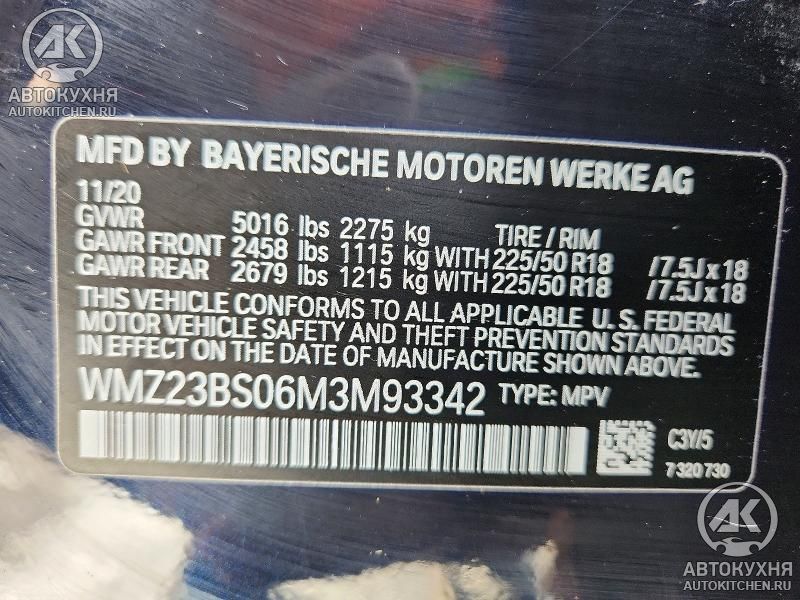 AK
АВТОКУХНЯ
AUTOKITCHEN.RU
MFD BY BAYERISCHE MOTOREN WERKE AG
11/20
GVWR 5016 lbs 2275 kg TIRE / RIM
GAWR FRONT 2458 lbs 1115 kg WITH 225/50 R18 /7.5J x 18
GAWR REAR 2679 lbs 1215 kg WITH 225/50 R18 /7.5J x 18
THIS VEHICLE CONFORMS TO ALL APPLICABLE U. S. FEDERAL
MOTOR VEHICLE SAFETY AND THEFT PREVENTION STANDARDS
IN EFFECT ON THE DATE OF MANUFACTURE SHOWN ABOVE.
WMZ23BS06M3M93342 TYPE: MPV
C3Y/5
7 320 730
AK
АВТОКУХНЯ
AUTOKITCHEN.RU